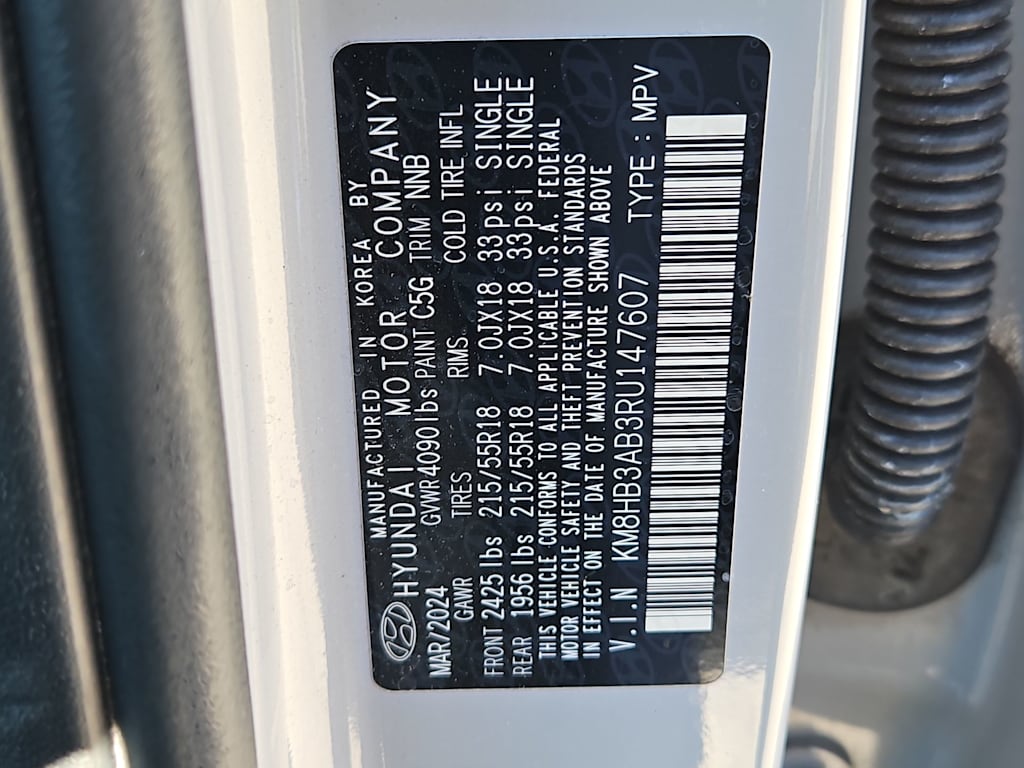 MANUFACTURED IN KOREA BY
HYUNDAI MOTOR COMPANY
MAR/2024 GVWR4090lbs PAINT C5G TRIM NNB
GAWR TIRES RIMS COLD TIRE INFL
FRONT 2425 lbs 215/55R18 7.0JX18 33psi SINGLE
REAR 1956 lbs 215/55R18 7.0JX18 33psi SINGLE
THIS VEHICLE CONFORMS TO ALL APPLICABLE U.S.A. FEDERAL
MOTOR VEHICLE SAFETY AND THEFT PREVENTION STANDARDS
IN EFFECT ON THE DATE OF MANUFACTURE SHOWN ABOVE
V.I.N KM8HB3AB3RU147607 TYPE : MPV